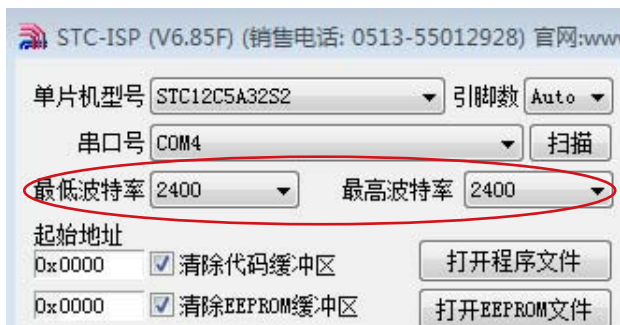 STC-ISP (V6.85F) (销售电话: 0513-55012928) 官网:www
单片机型号 STC12C5A32S2 引脚数 Auto
串口号 COM4 扫描
最低波特率 2400 最高波特率 2400
起始地址
0x0000 清除代码缓冲区 打开程序文件
0x0000 清除EEPROM缓冲区 打开EEPROM文件